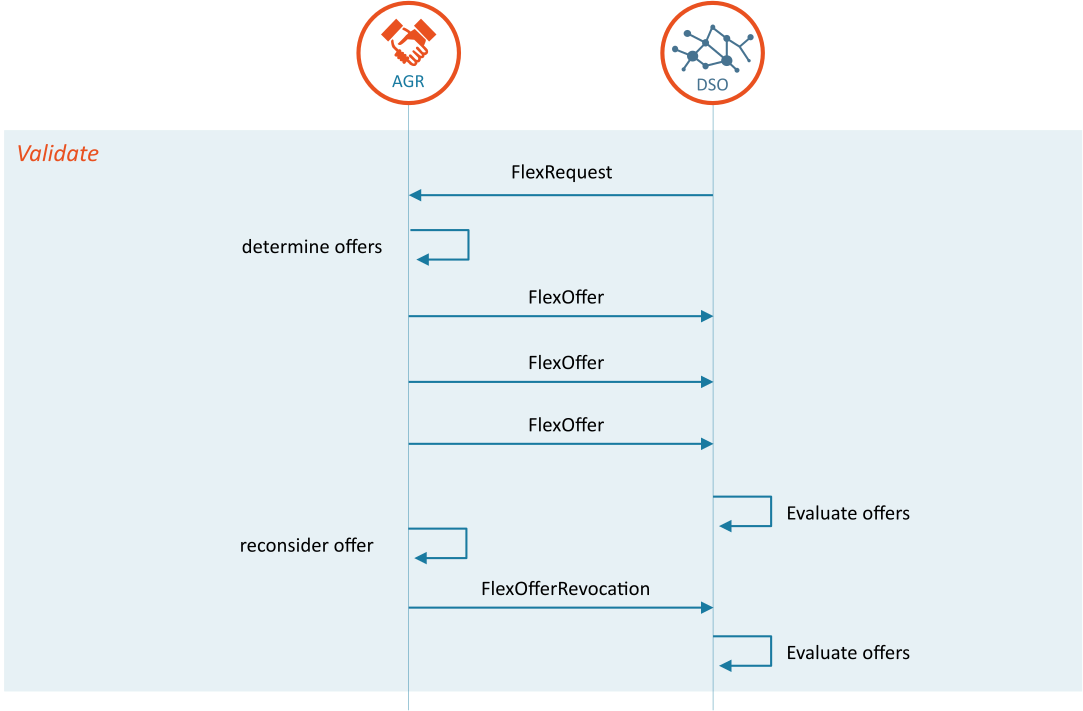 AGR
DSO
Validate
FlexRequest
determine offers
FlexOffer
FlexOffer
FlexOffer
Evaluate offers
reconsider offer
FlexOfferRevocation
Evaluate offers